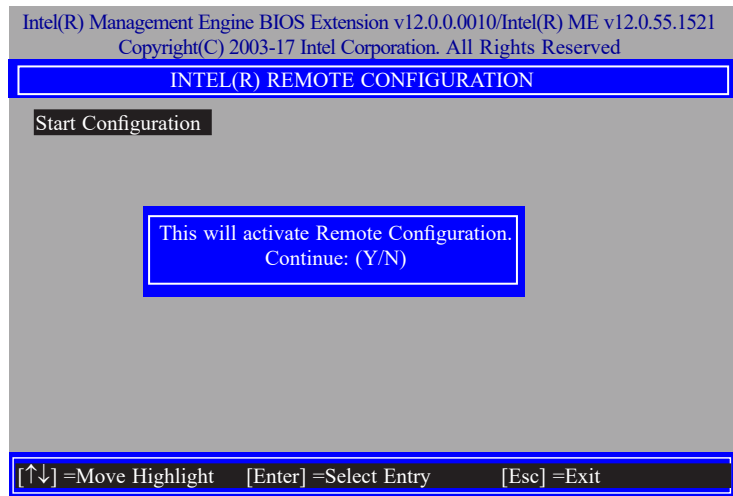 Intel(R) Management Engine BIOS Extension v12.0.0.0010/Intel(R) ME v12.0.55.1521
Copyright(C) 2003-17 Intel Corporation. All Rights Reserved
INTEL(R) REMOTE CONFIGURATION
Start Configuration
This will activate Remote Configuration.
Continue: (Y/N)
[↑↓] =Move Highlight [Enter] =Select Entry [Esc] =Exit